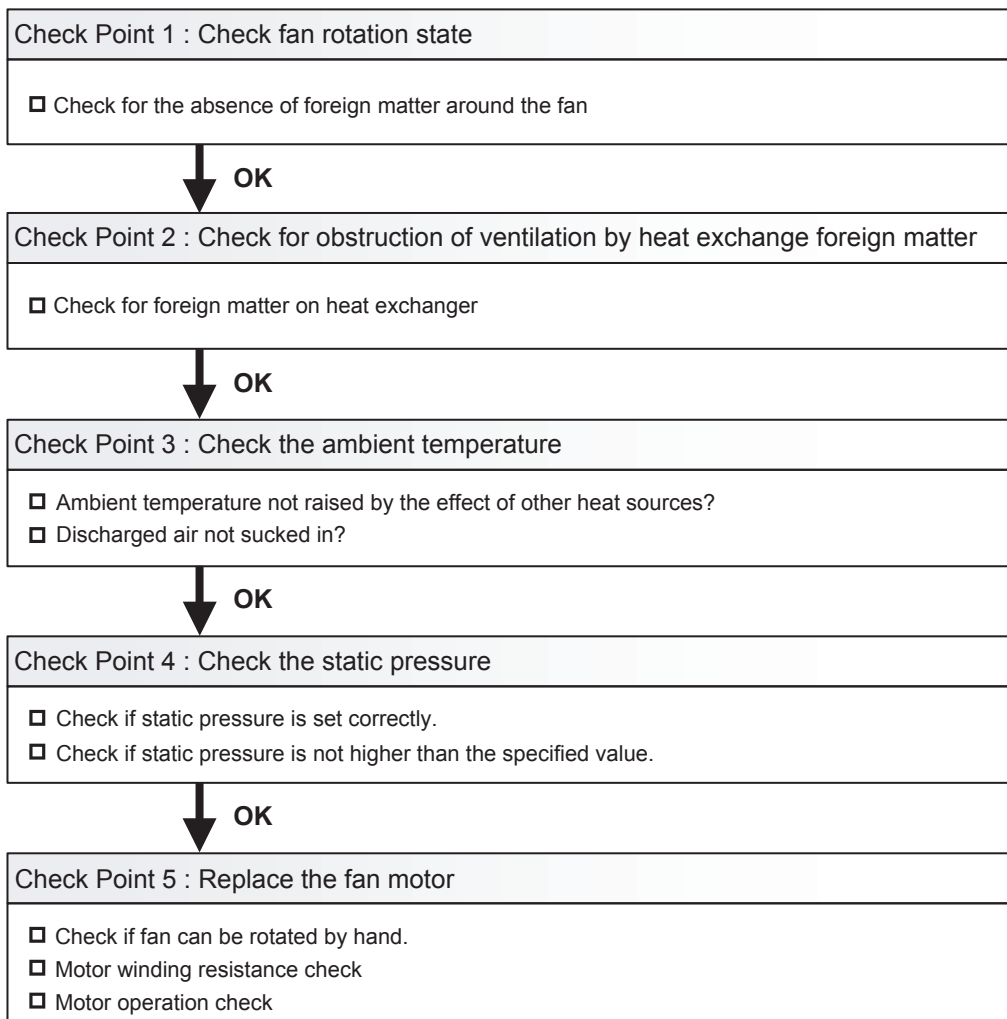 Check Point 1 : Check fan rotation state
☐ Check for the absence of foreign matter around the fan
OK
Check Point 2 : Check for obstruction of ventilation by heat exchange foreign matter
☐ Check for foreign matter on heat exchanger
OK
Check Point 3 : Check the ambient temperature
☐ Ambient temperature not raised by the effect of other heat sources?
☐ Discharged air not sucked in?
OK
Check Point 4 : Check the static pressure
☐ Check if static pressure is set correctly.
☐ Check if static pressure is not higher than the specified value.
OK
Check Point 5 : Replace the fan motor
☐ Check if fan can be rotated by hand.
☐ Motor winding resistance check
☐ Motor operation check